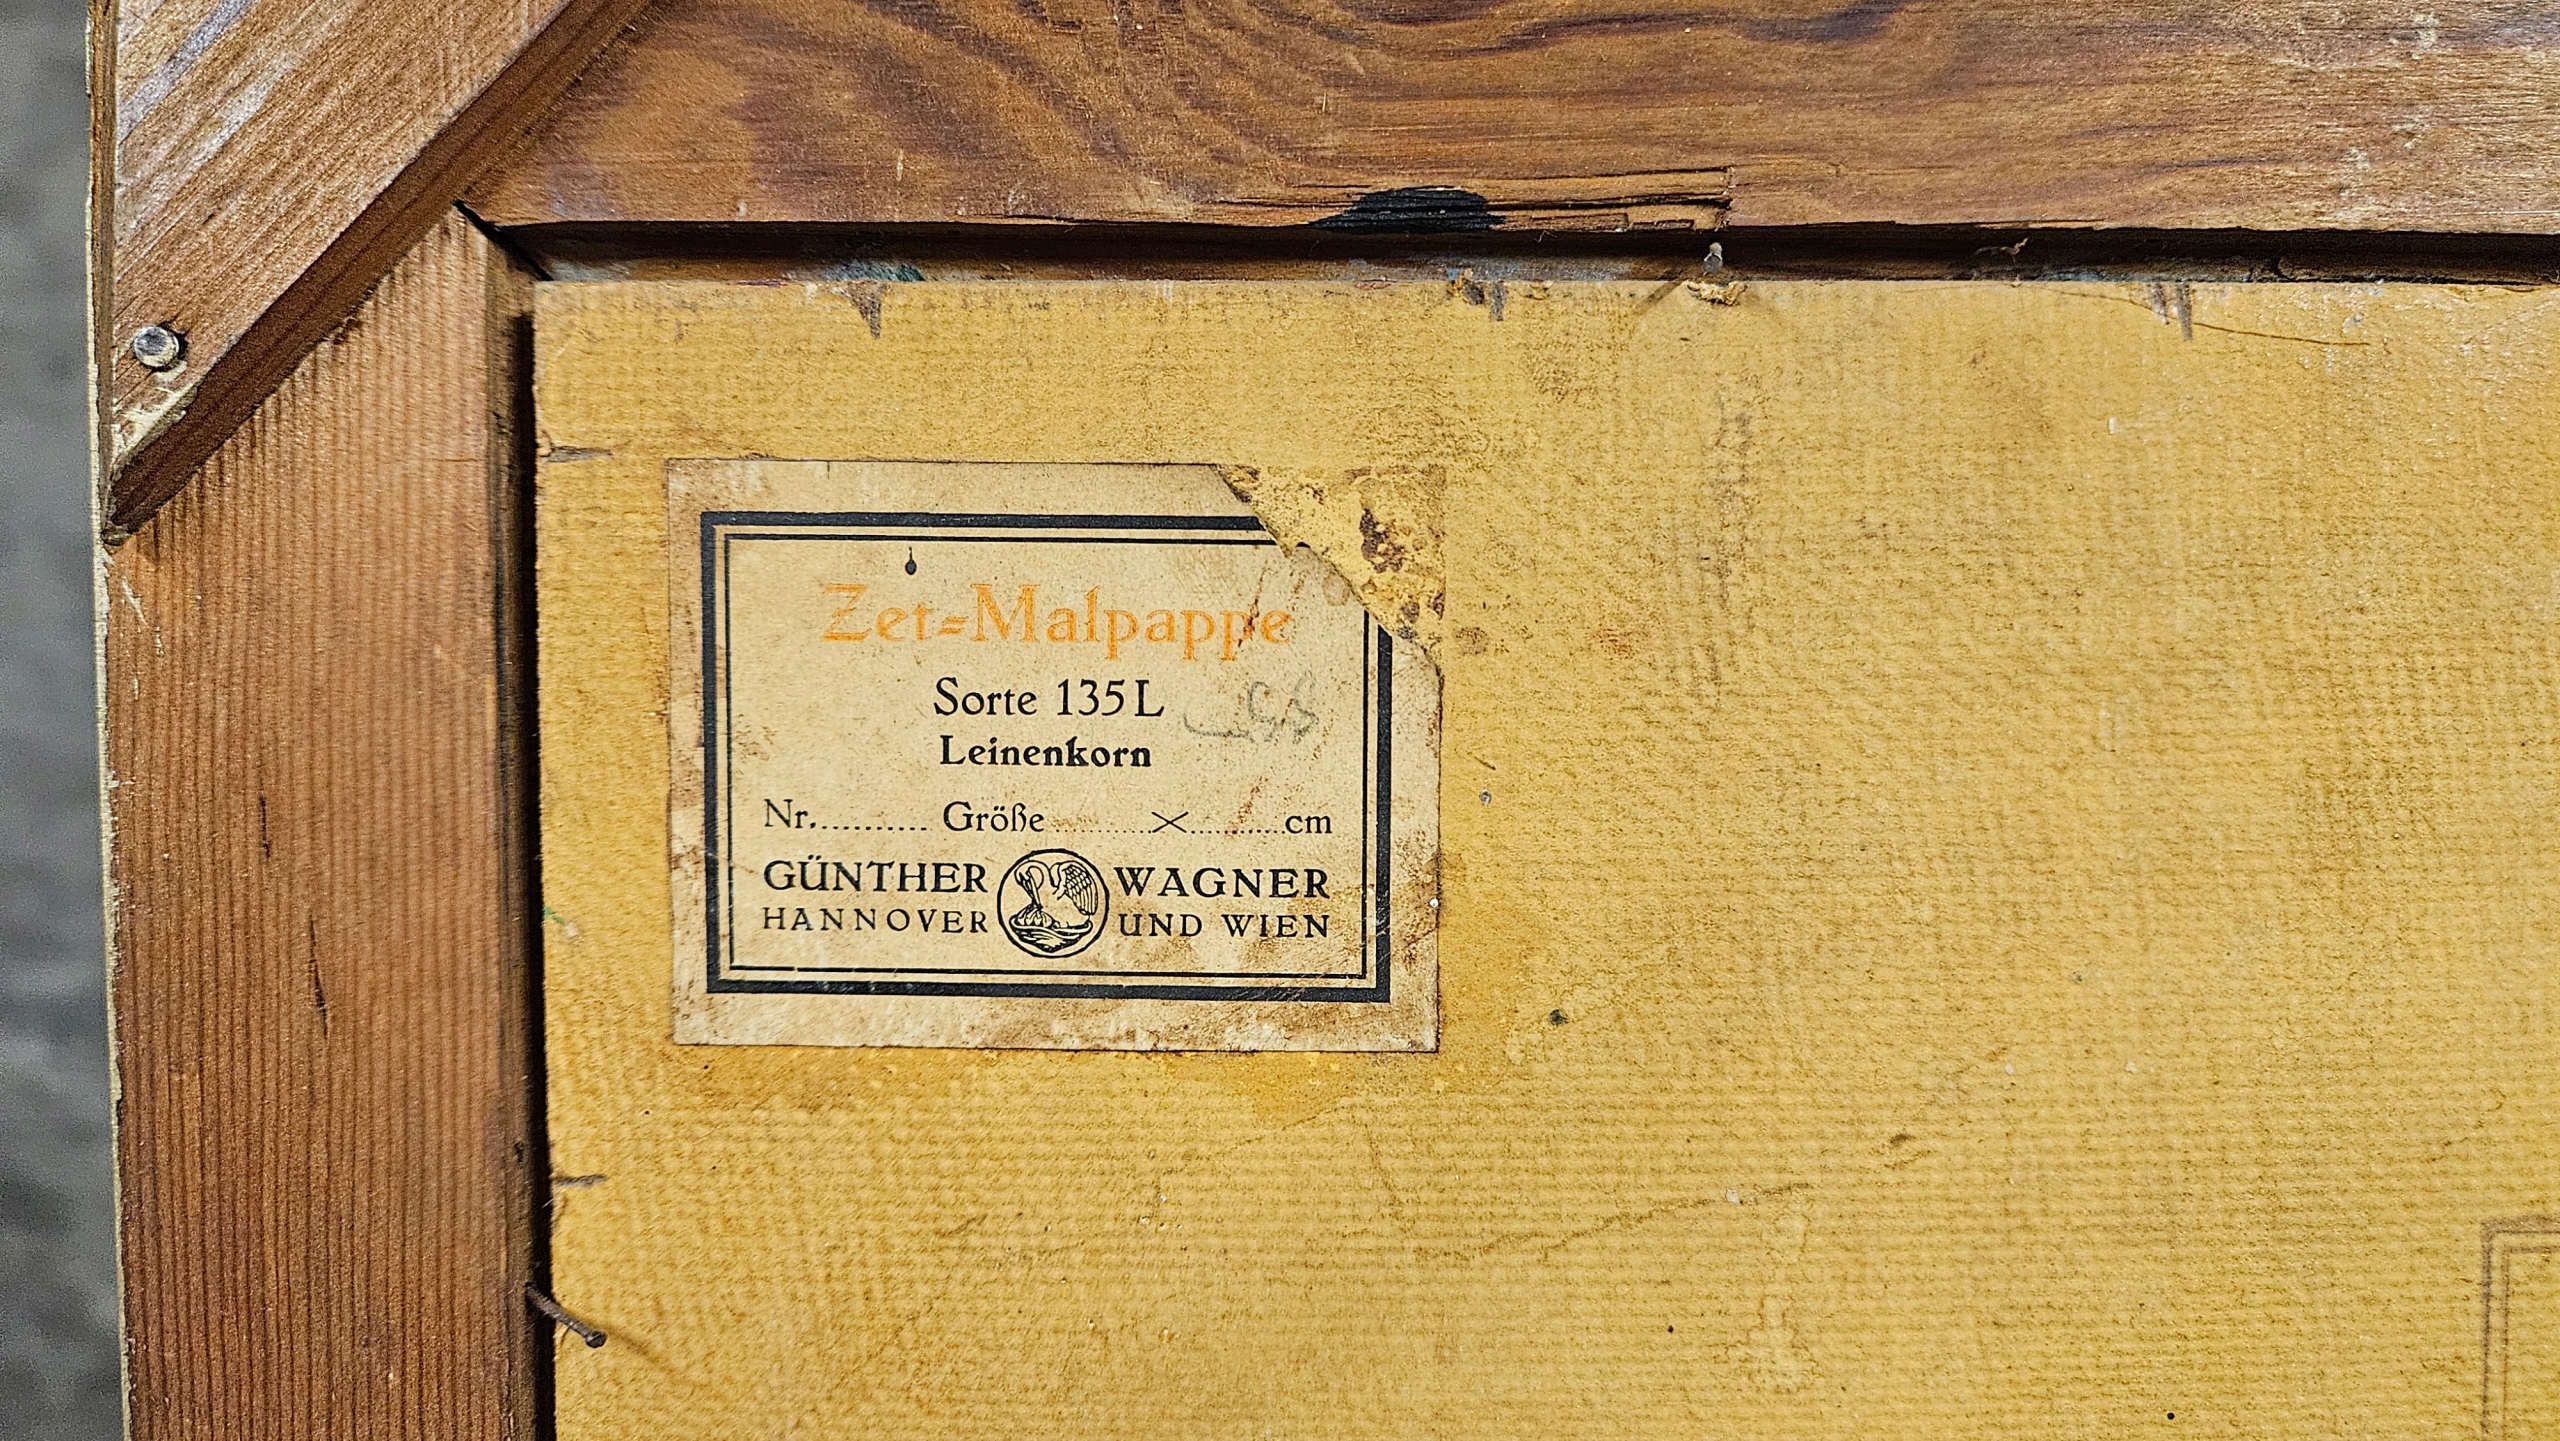 Zet=Malpappe
Sorte 135 L
Leinenkorn
Nr........... Größe ............×...........cm
GÜNTHER WAGNER
HANNOVER UND WIEN